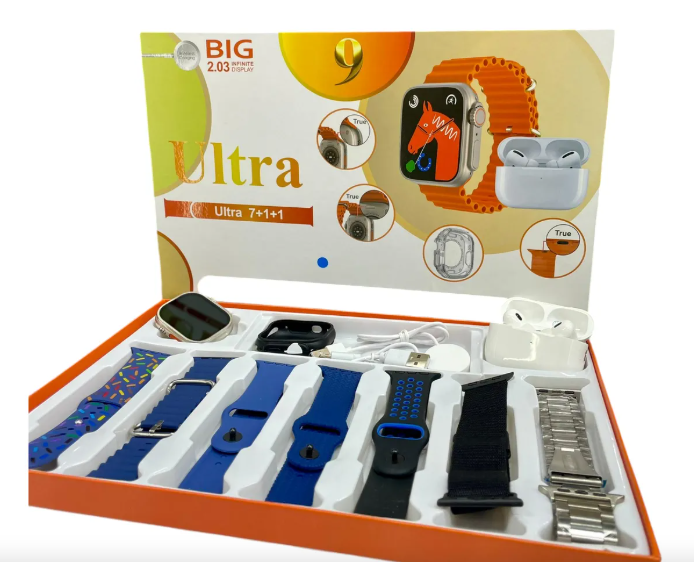 BIG
2.03 INFINITE
DISPLAY
9
True
Ultra
Ultra 7+1+1
True
True